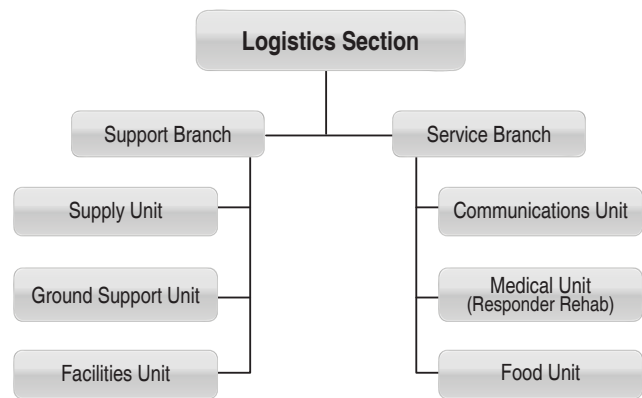 Logistics Section
Support Branch
Service Branch
Supply Unit
Communications Unit
Ground Support Unit
Medical Unit
(Responder Rehab)
Facilities Unit
Food Unit